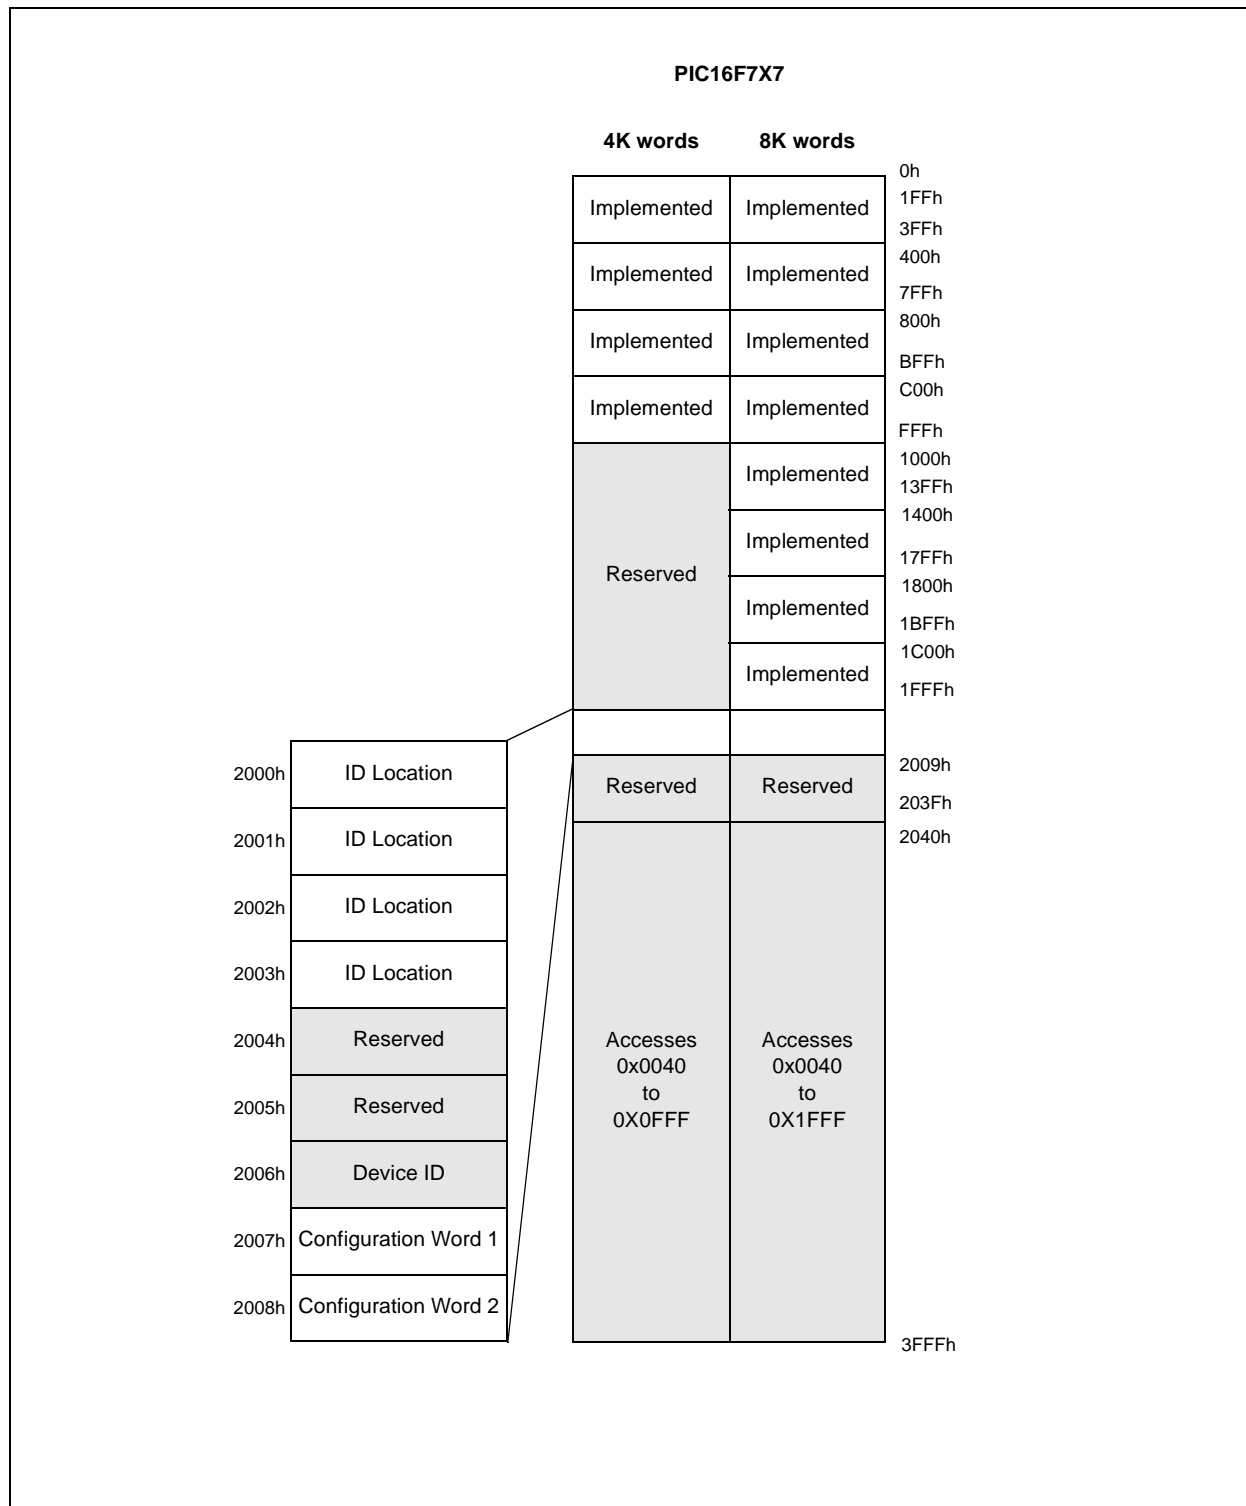 PIC16F7X7
4K words 8K words
0h
Implemented Implemented 1FFh
3FFh
400h
Implemented Implemented
7FFh
800h
Implemented Implemented
BFFh
C00h
Implemented Implemented
FFFh
1000h
Implemented
13FFh
1400h
Implemented
17FFh
Reserved
1800h
Implemented
1BFFh
1C00h
Implemented
1FFFh
2009h
Reserved Reserved
203Fh
2040h
2000h ID Location
2001h ID Location
2002h ID Location
2003h ID Location
2004h Reserved
2005h Reserved
2006h Device ID
2007h Configuration Word 1
2008h Configuration Word 2
Accesses
0x0040
to
0X0FFF
Accesses
0x0040
to
0X1FFF
3FFFh